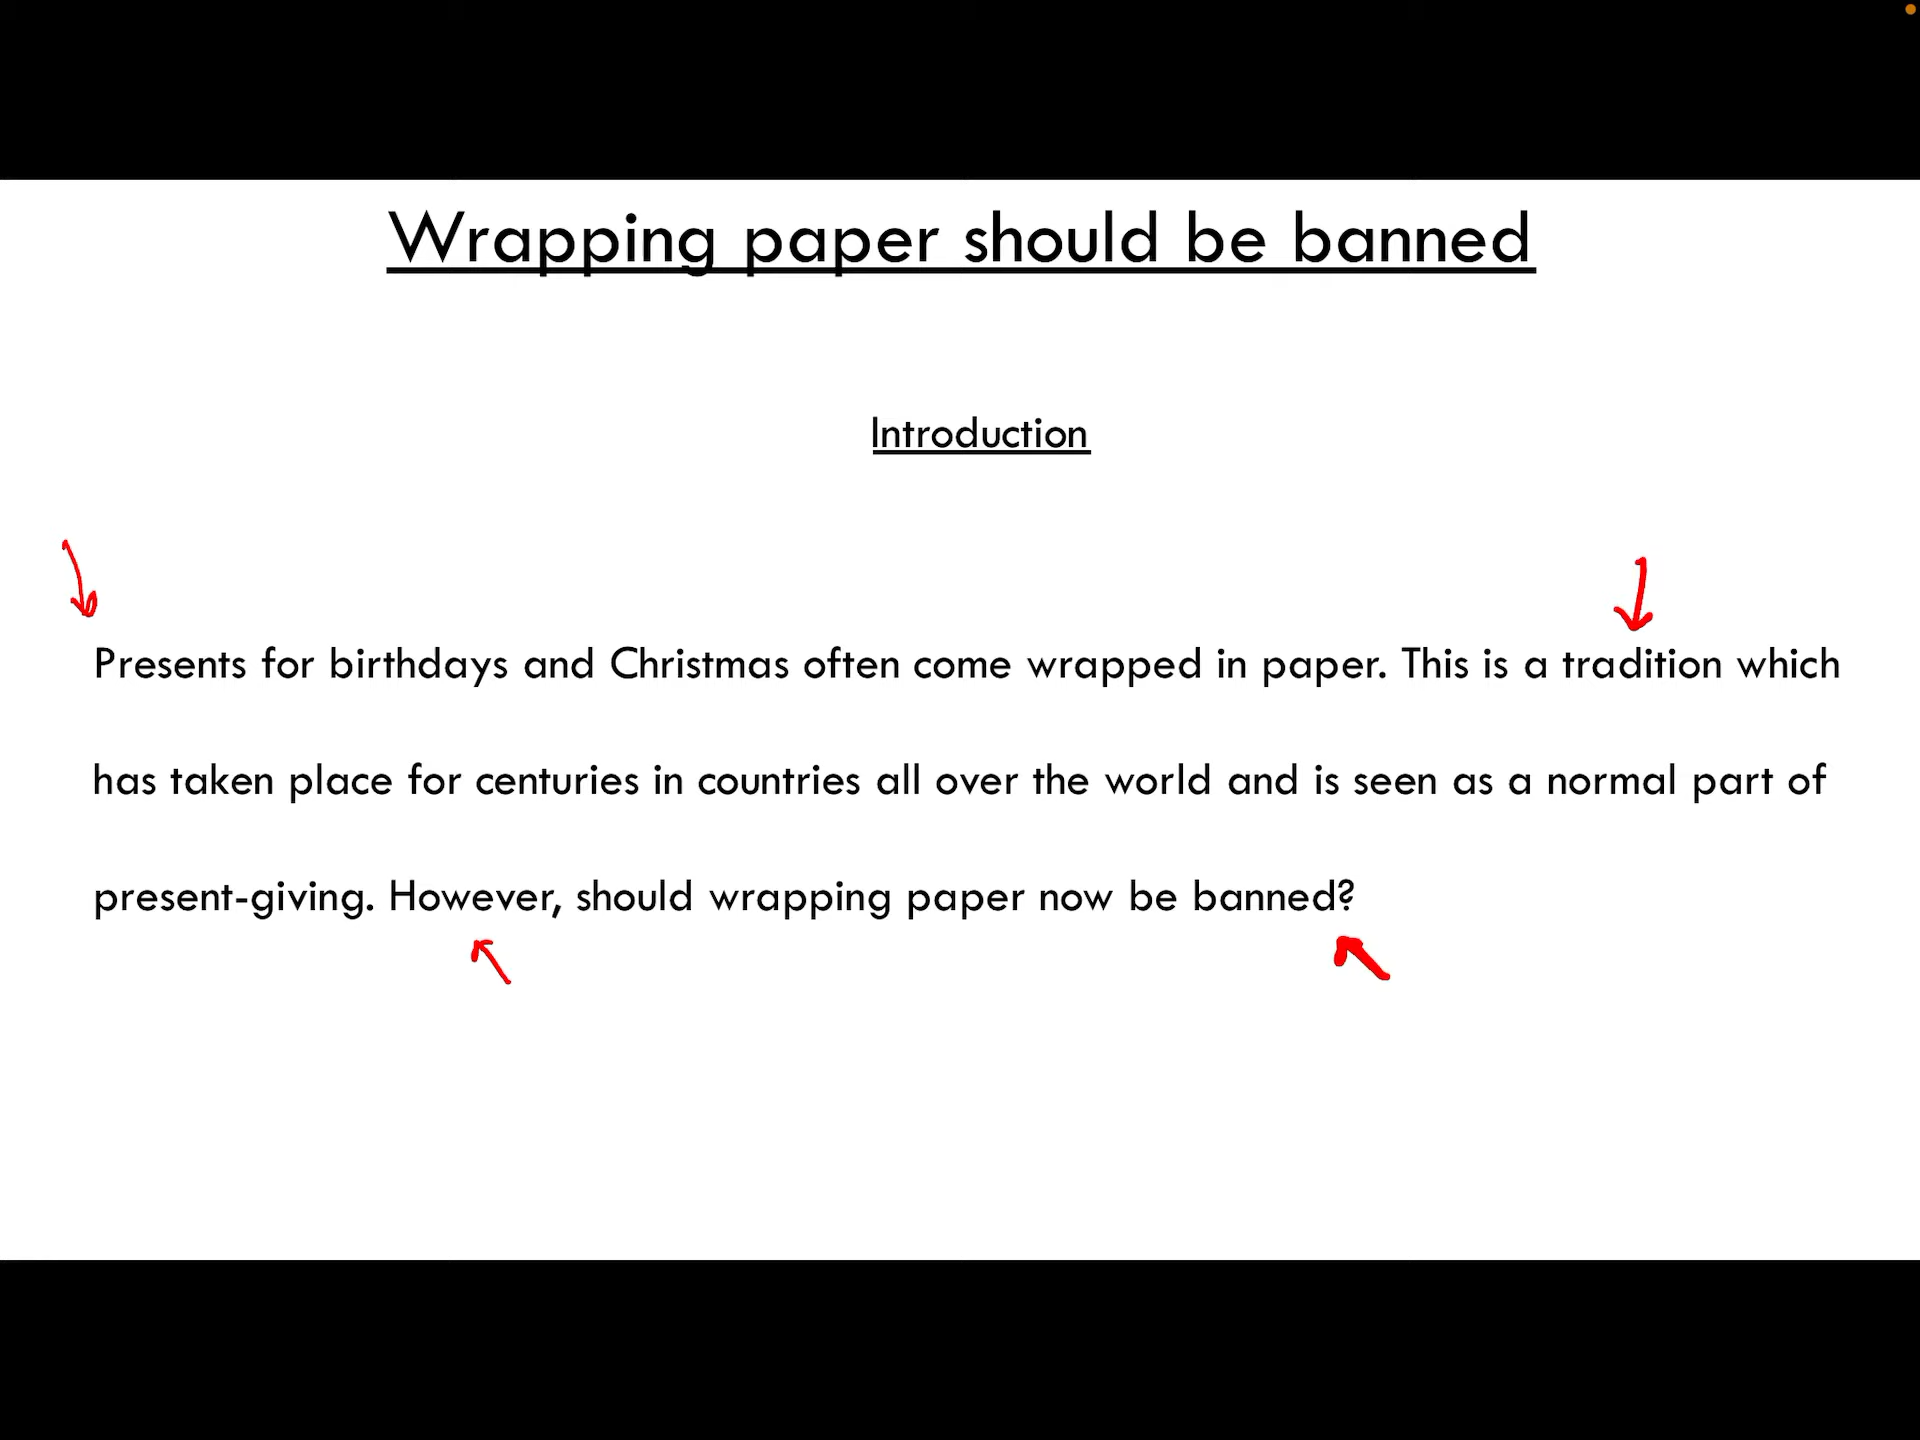 Wrapping paper should be banned
Introduction
Presents for birthdays and Christmas often come wrapped in paper. This is a tradition which
has taken place for centuries in countries all over the world and is seen as a normal part of
present-giving. However, should wrapping paper now be banned?